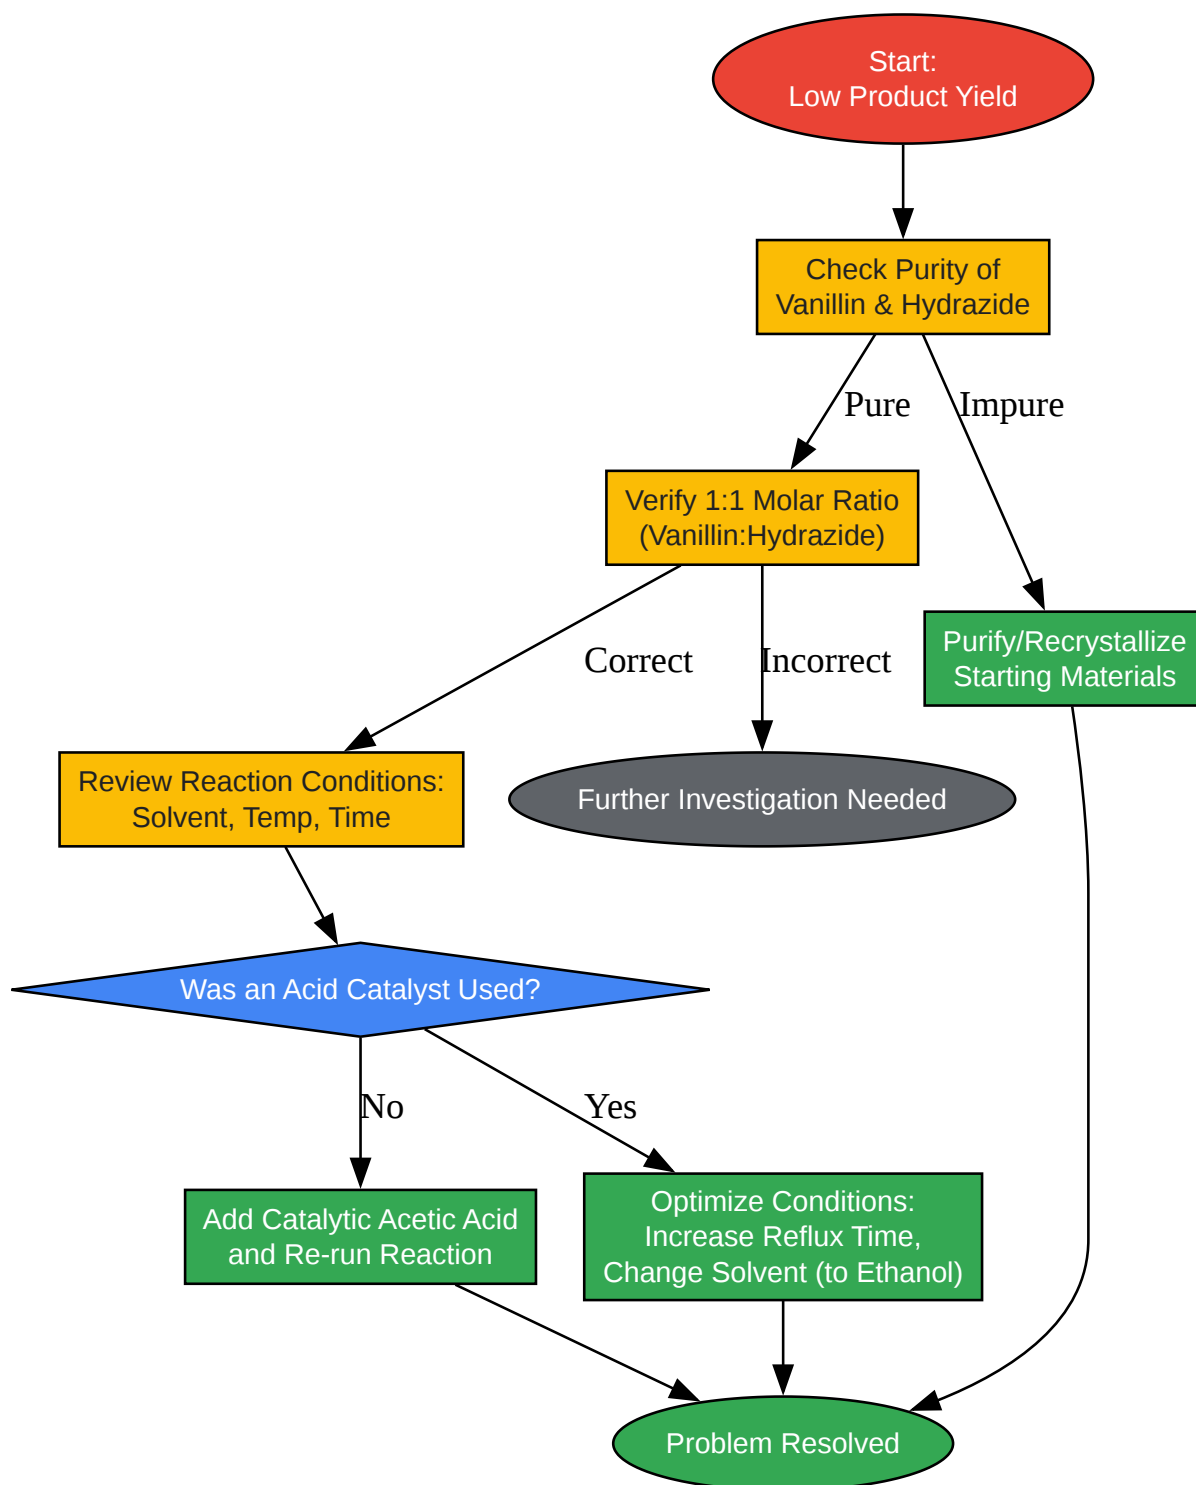 Start:
Low Product Yield
Check Purity of
Vanillin & Hydrazide
Pure
Impure
Verify 1:1 Molar Ratio
(Vanillin:Hydrazide)
Purify/Recrystallize
Starting Materials
Correct
Incorrect
Review Reaction Conditions:
Solvent, Temp, Time
Further Investigation Needed
Was an Acid Catalyst Used?
No
Yes
Add Catalytic Acetic Acid
and Re-run Reaction
Optimize Conditions:
Increase Reflux Time,
Change Solvent (to Ethanol)
Problem Resolved